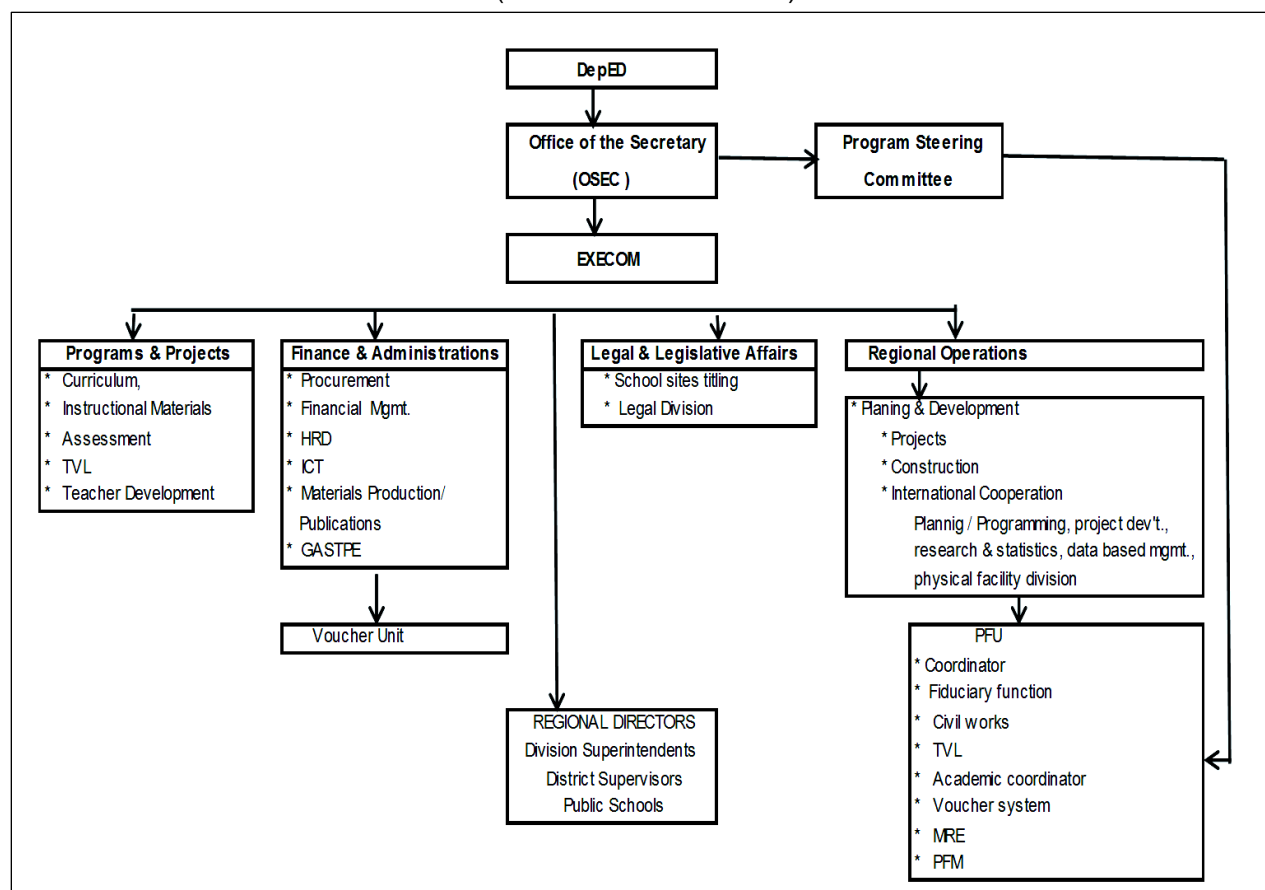 DepED
Office of the Secretary
(OSEC )
Program Steering
Committee
EXECOM
Programs & Projects
* Curriculum,
* Instructional Materials
* Assessment
* TVL
* Teacher Development
Finance & Administrations
* Procurement
* Financial Mgmt.
* HRD
* ICT
* Materials Production/
Publications
* GASTPE
Voucher Unit
Legal & Legislative Affairs
* School sites titling
* Legal Division
Regional Operations
* Planing & Development
* Projects
* Construction
* International Cooperation
Plannig / Programming, project dev't.,
research & statistics, data based mgmt.,
physical facility division
REGIONAL DIRECTORS
Division Superintendents
District Supervisors
Public Schools
PFU
* Coordinator
* Fiduciary function
* Civil works
* TVL
* Academic coordinator
* Voucher system
* MRE
* PFM